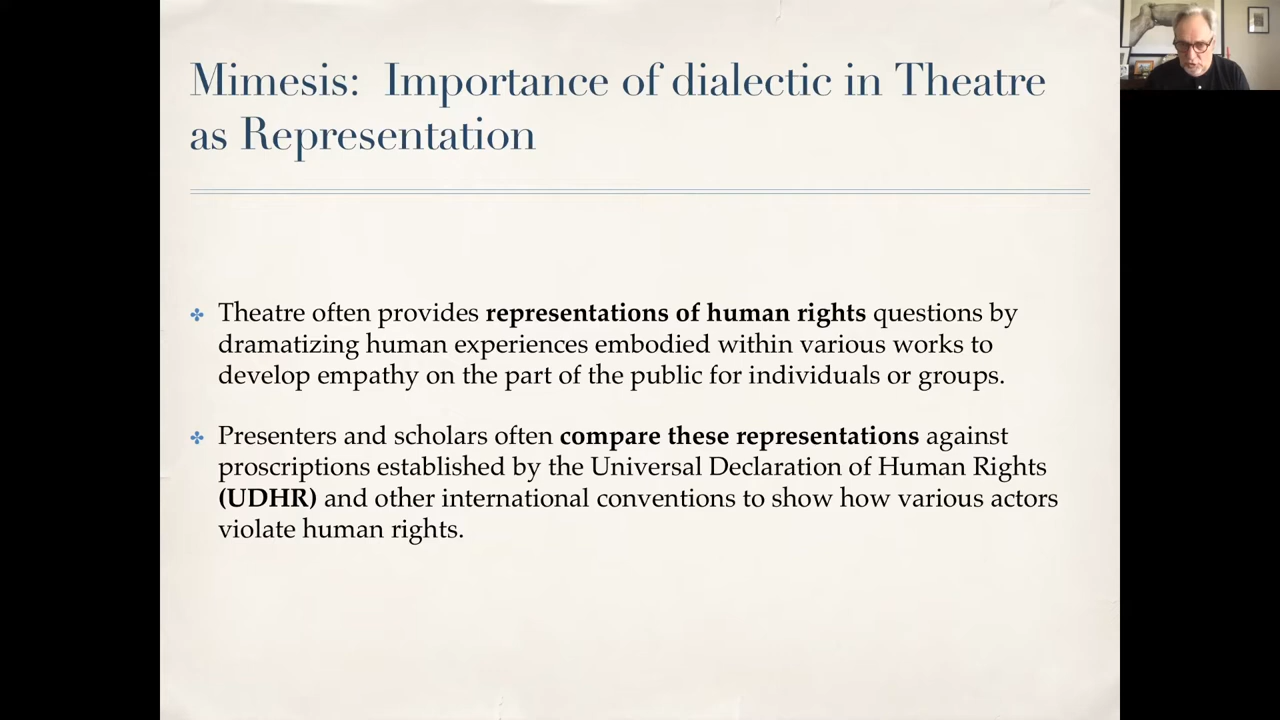 Mimesis:  Importance of dialectic in Theatre
as Representation
Theatre often provides representations of human rights questions by
dramatizing human experiences embodied within various works to
develop empathy on the part of the public for individuals or groups.
Presenters and scholars often compare these representations against
proscriptions established by the Universal Declaration of Human Rights
(UDHR) and other international conventions to show how various actors
violate human rights.